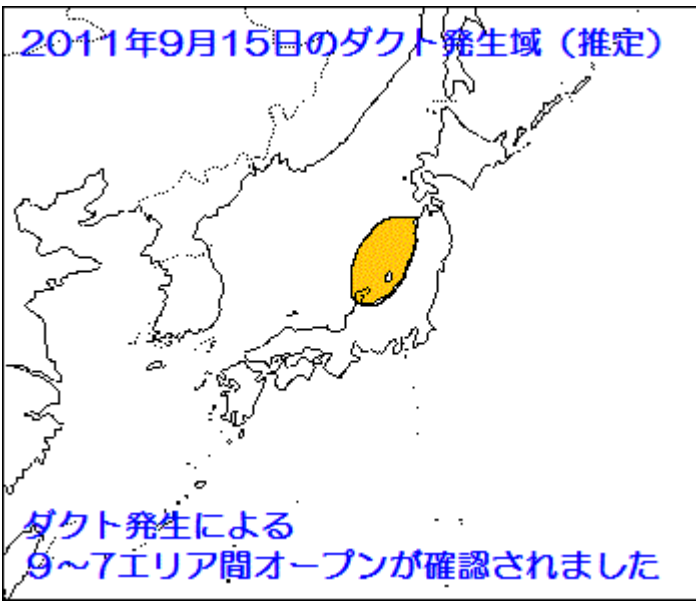 2011年9月15日のダクト発生域（推定）
ダクト発生による
９～7エリア間オープンが確認されました